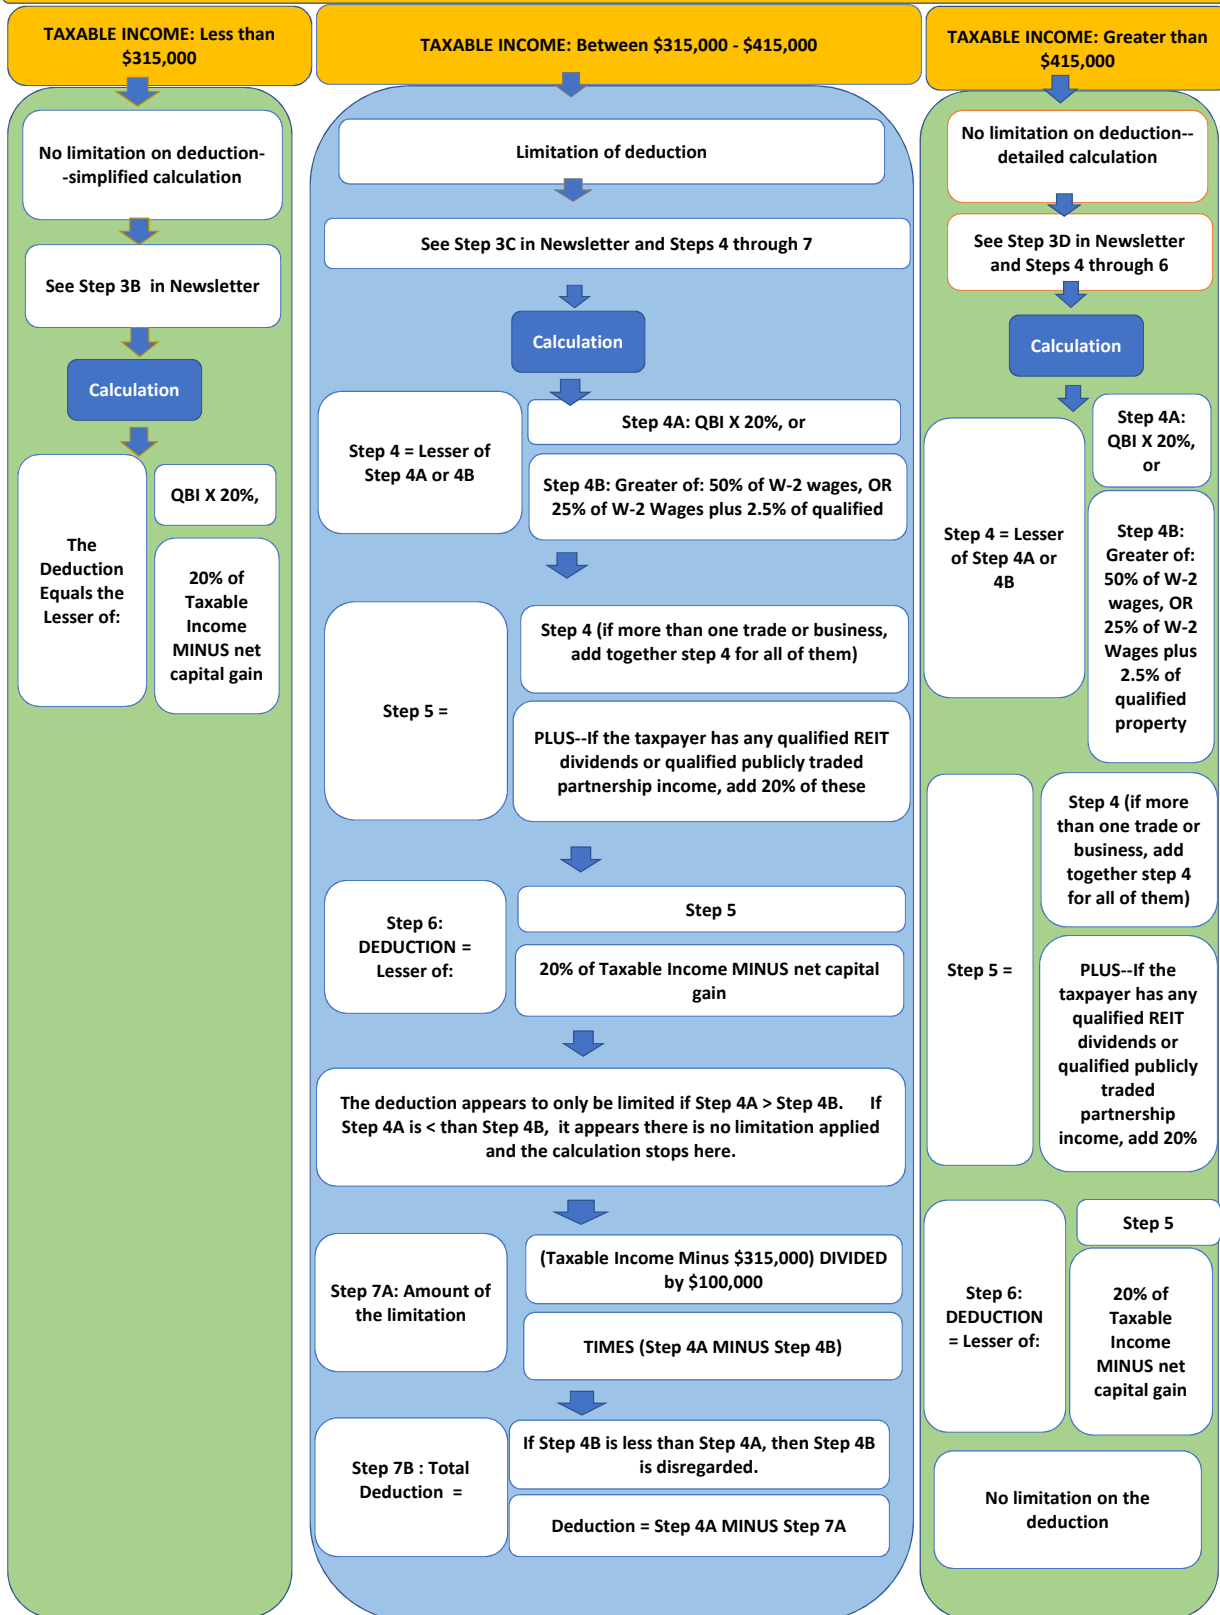 TAXABLE INCOME: Less than
$315,000
No limitation on deduction-
-simplified calculation
See Step 3B  in Newsletter
Calculation
The
Deduction
Equals the
Lesser of:
QBI X 20%,
20% of
Taxable
Income
MINUS net
capital gain
TAXABLE INCOME: Between $315,000 - $415,000
Limitation of deduction
See Step 3C in Newsletter and Steps 4 through 7
Calculation
Step 4 = Lesser of
Step 4A or 4B
Step 4A: QBI X 20%, or
Step 4B: Greater of: 50% of W-2 wages, OR
25% of W-2 Wages plus 2.5% of qualified
Step 5 =
Step 4 (if more than one trade or business,
add together step 4 for all of them)
PLUS--If the taxpayer has any qualified REIT
dividends or qualified publicly traded
partnership income, add 20% of these
Step 6:
DEDUCTION =
Lesser of:
Step 5
20% of Taxable Income MINUS net capital
gain
The deduction appears to only be limited if Step 4A > Step 4B.    If
Step 4A is < than Step 4B,  it appears there is no limitation applied
and the calculation stops here.
Step 7A: Amount of
the limitation
(Taxable Income Minus $315,000) DIVIDED
by $100,000
TIMES (Step 4A MINUS Step 4B)
Step 7B : Total
Deduction  =
If Step 4B is less than Step 4A, then Step 4B
is disregarded.
Deduction = Step 4A MINUS Step 7A
TAXABLE INCOME: Greater than
$415,000
No limitation on deduction--
detailed calculation
See Step 3D in Newsletter
and Steps 4 through 6
Calculation
Step 4 = Lesser
of Step 4A or
4B
Step 4A:
QBI X 20%,
or
Step 4B:
Greater of:
50% of W-2
wages, OR
25% of W-2
Wages plus
2.5% of
qualified
property
Step 5 =
Step 4 (if more
than one trade or
business, add
together step 4
for all of them)
PLUS--If the
taxpayer has any
qualified REIT
dividends or
qualified publicly
traded
partnership
income, add 20%
Step 6:
DEDUCTION
= Lesser of:
Step 5
20% of
Taxable
Income
MINUS net
capital gain
No limitation on the
deduction